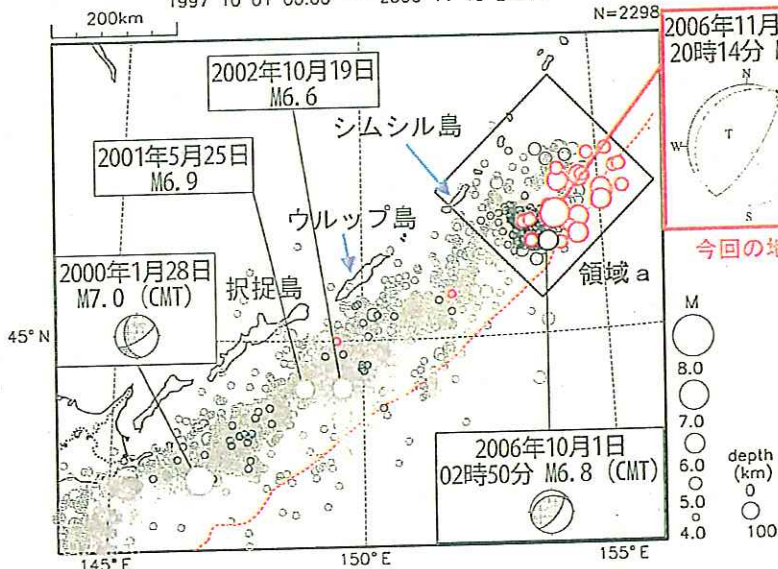 200km
N=2298
2006年11月
20時14分
2002年10月19日
M6.6
シムシル島
2001年5月25日
M6.9
ウルップ島
N
W
T
S
今回の地
2000年1月28日
M7.0 (CMT)
択捉島
領域a
45°N
M
8.0
7.0
6.0
5.0
4.0
depth
(km)
0
100
2006年10月1日
02時50分 M6.8 (CMT)
145°E
150°E
155°E